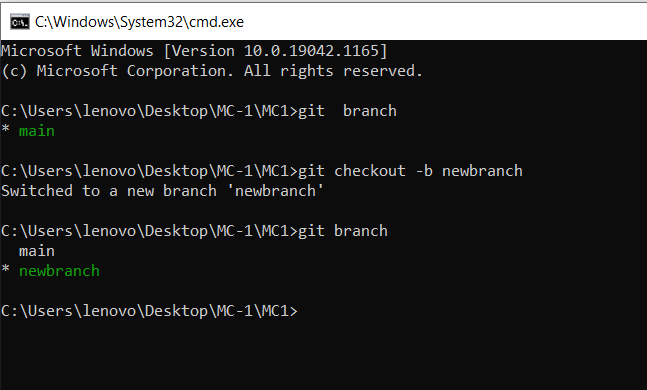 C:\Windows\System32\cmd.exe
Microsoft Windows [Version 10.0.19042.1165]
(c) Microsoft Corporation. All rights reserved.
C:\Users\lenovo\Desktop\MC-1\MC1>git  branch
* main
C:\Users\lenovo\Desktop\MC-1\MC1>git checkout -b newbranch
Switched to a new branch 'newbranch'
C:\Users\lenovo\Desktop\MC-1\MC1>git branch
  main
* newbranch
C:\Users\lenovo\Desktop\MC-1\MC1>